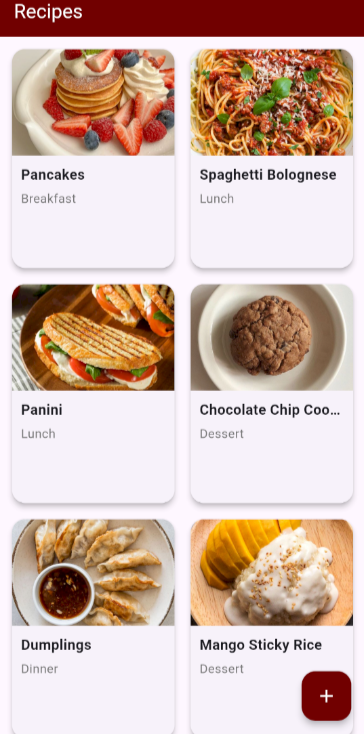 Recipes
Pancakes
Breakfast
Spaghetti Bolognese
Lunch
Panini
Lunch
Chocolate Chip Coo...
Dessert
Dumplings
Dinner
Mango Sticky Rice
Dessert
+